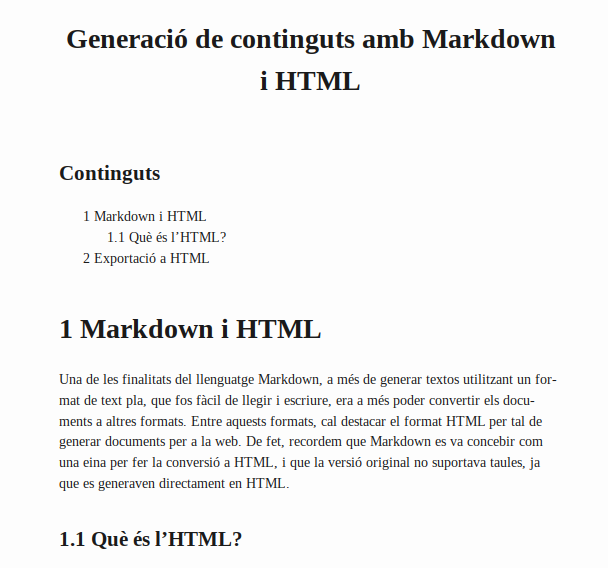 Generació de continguts amb Markdown
i HTML
Continguts
1 Markdown i HTML
1.1 Què és l’HTML?
2 Exportació a HTML
1 Markdown i HTML
Una de les finalitats del llenguatge Markdown, a més de generar textos utilitzant un for-
mat de text pla, que fos fàcil de llegir i escriure, era a més poder convertir els docu-
ments a altres formats. Entre aquests formats, cal destacar el format HTML per tal de
generar documents per a la web. De fet, recordem que Markdown es va concebir com
una eina per fer la conversió a HTML, i que la versió original no suportava taules, ja
que es generaven directament en HTML.
1.1 Què és l’HTML?